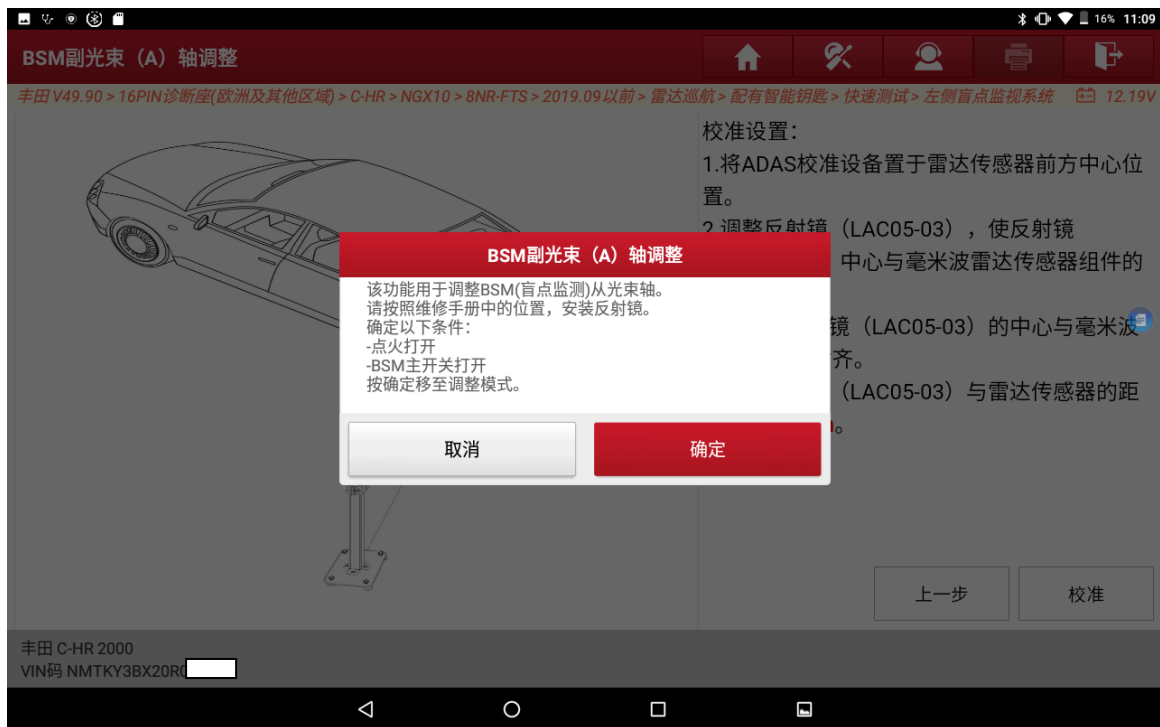 16% 11:09
BSM副光束（A）轴调整
丰田 V49.90 > 16PIN诊断座(欧洲及其他区域) > C-HR > NGX10 > 8NR-FTS > 2019.09以前 > 雷达巡航 > 配有智能钥匙 > 快速测试 > 左侧盲点监视系统 12.19V
校准设置：
1.将ADAS校准设备置于雷达传感器前方中心位
置。
2.调整反射镜（LAC05-03），使反射镜
中心与毫米波雷达传感器组件的
镜（LAC05-03）的中心与毫米波
齐。
（LAC05-03）与雷达传感器的距
。
BSM副光束（A）轴调整
该功能用于调整BSM(盲点监测)从光束轴。
请按照维修手册中的位置，安装反射镜。
确定以下条件：
-点火打开
-BSM主开关打开
按确定移至调整模式。
取消
确定
上一步
校准
丰田 C-HR 2000
VIN码 NMTKY3BX20R